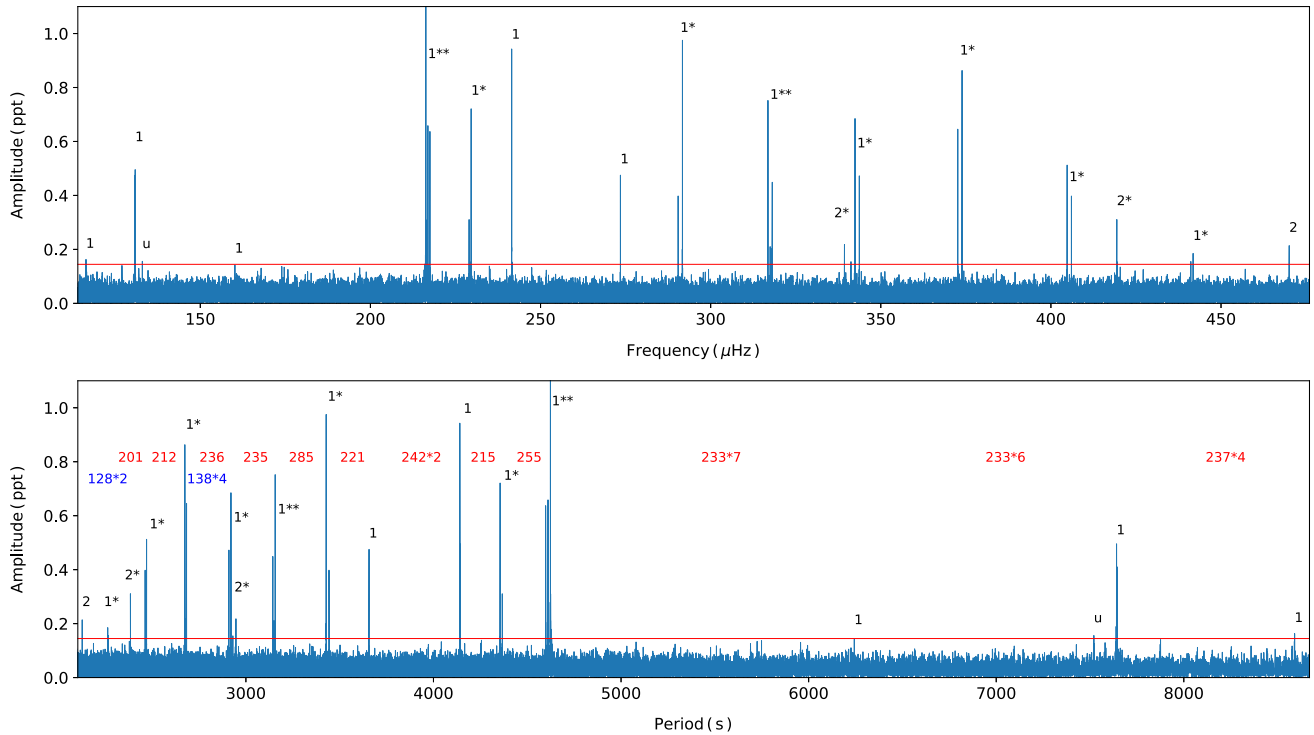 1.0
0.8
0.6
0.4
0.2
0.0
Amplitude (ppt)
1 1 u 1 1** 1* 1 1 1* 1** 2* 1* 1* 1* 2* 1* 2
150 200 250 300 350 400 450
Frequency (μHz)
1.0
0.8
0.6
0.4
0.2
0.0
Amplitude (ppt)
201 212 236 235 285 221 242*2 215 255 233*7 233*6 237*4
128*2 138*4
2 1* 2* 1* 1* 1* 2* 1** 1* 1 1 1* 1** 1 u 1 1
3000 4000 5000 6000 7000 8000
Period (s)